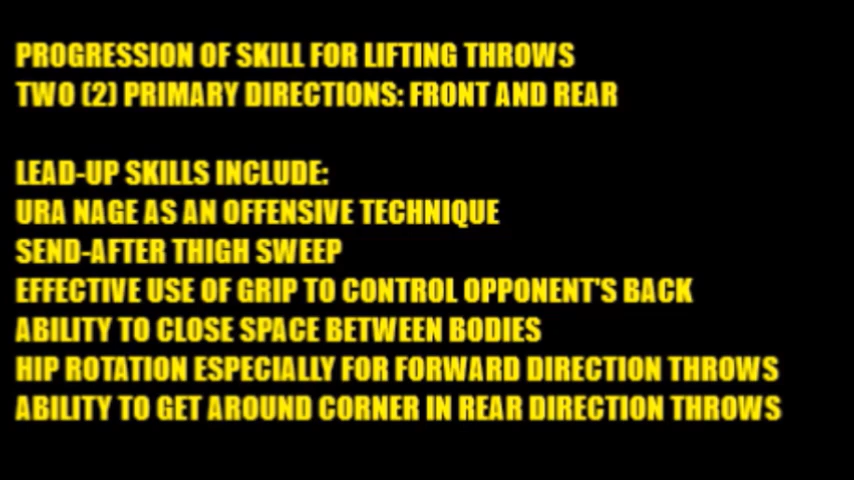 PROGRESSION OF SKILL FOR LIFTING THROWS
TWO (2) PRIMARY DIRECTIONS: FRONT AND REAR
LEAD-UP SKILLS INCLUDE:
URA NAGE AS AN OFFENSIVE TECHNIQUE
SEND-AFTER THIGH SWEEP
EFFECTIVE USE OF GRIP TO CONTROL OPPONENT'S BACK
ABILITY TO CLOSE SPACE BETWEEN BODIES
HIP ROTATION ESPECIALLY FOR FORWARD DIRECTION THROWS
ABILITY TO GET AROUND CORNER IN REAR DIRECTION THROWS